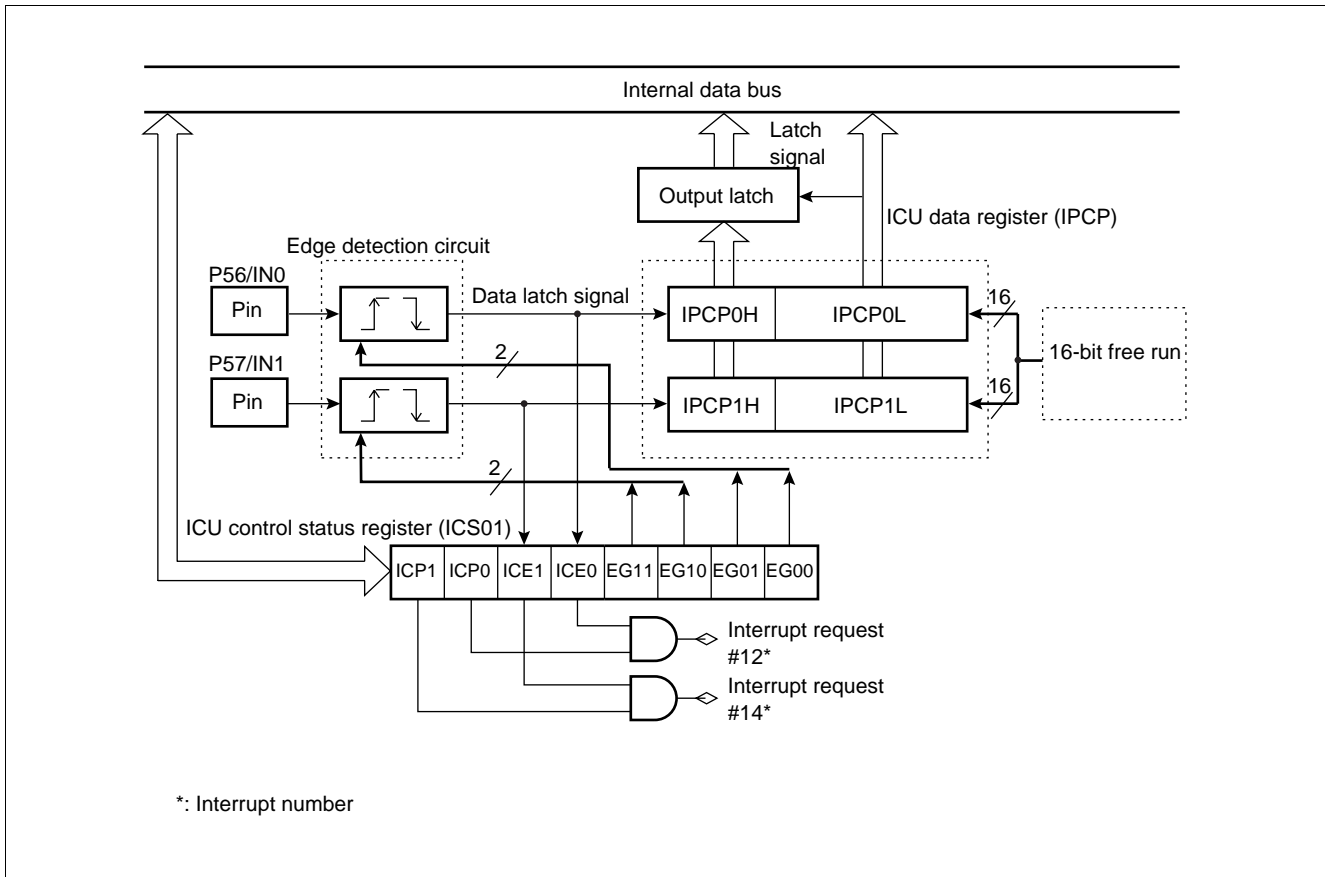 Internal data bus
Latch
signal
Output latch
ICU data register (IPCP)
Edge detection circuit
P56/IN0
Pin
Data latch signal
IPCP0H
IPCP0L
16
16-bit free run
2
P57/IN1
Pin
IPCP1H
IPCP1L
16
2
ICU control status register (ICS01)
ICP1
ICP0
ICE1
ICE0
EG11
EG10
EG01
EG00
Interrupt request
#12*
Interrupt request
#14*
*: Interrupt number